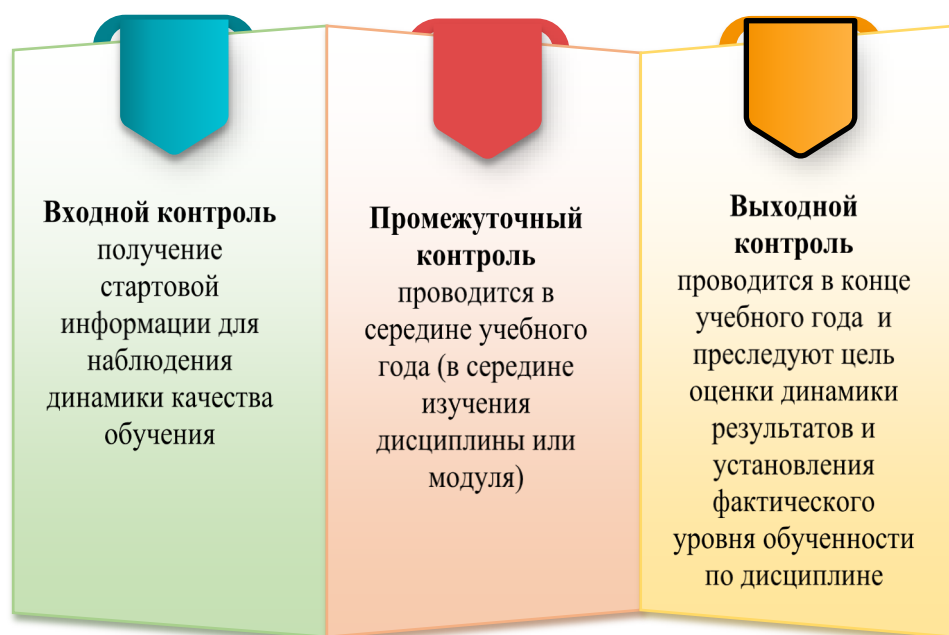 Входной контроль
получение
стартовой
информации для
наблюдения
динамики качества
обучения
Промежуточный
контроль
проводится в
середине учебного
года (в середине
изучения
дисциплины или
модуля)
Выходной
контроль
проводится в конце
учебного года  и
преследуют цель
оценки динамики
результатов и
установления
фактического
уровня обученности
по дисциплине